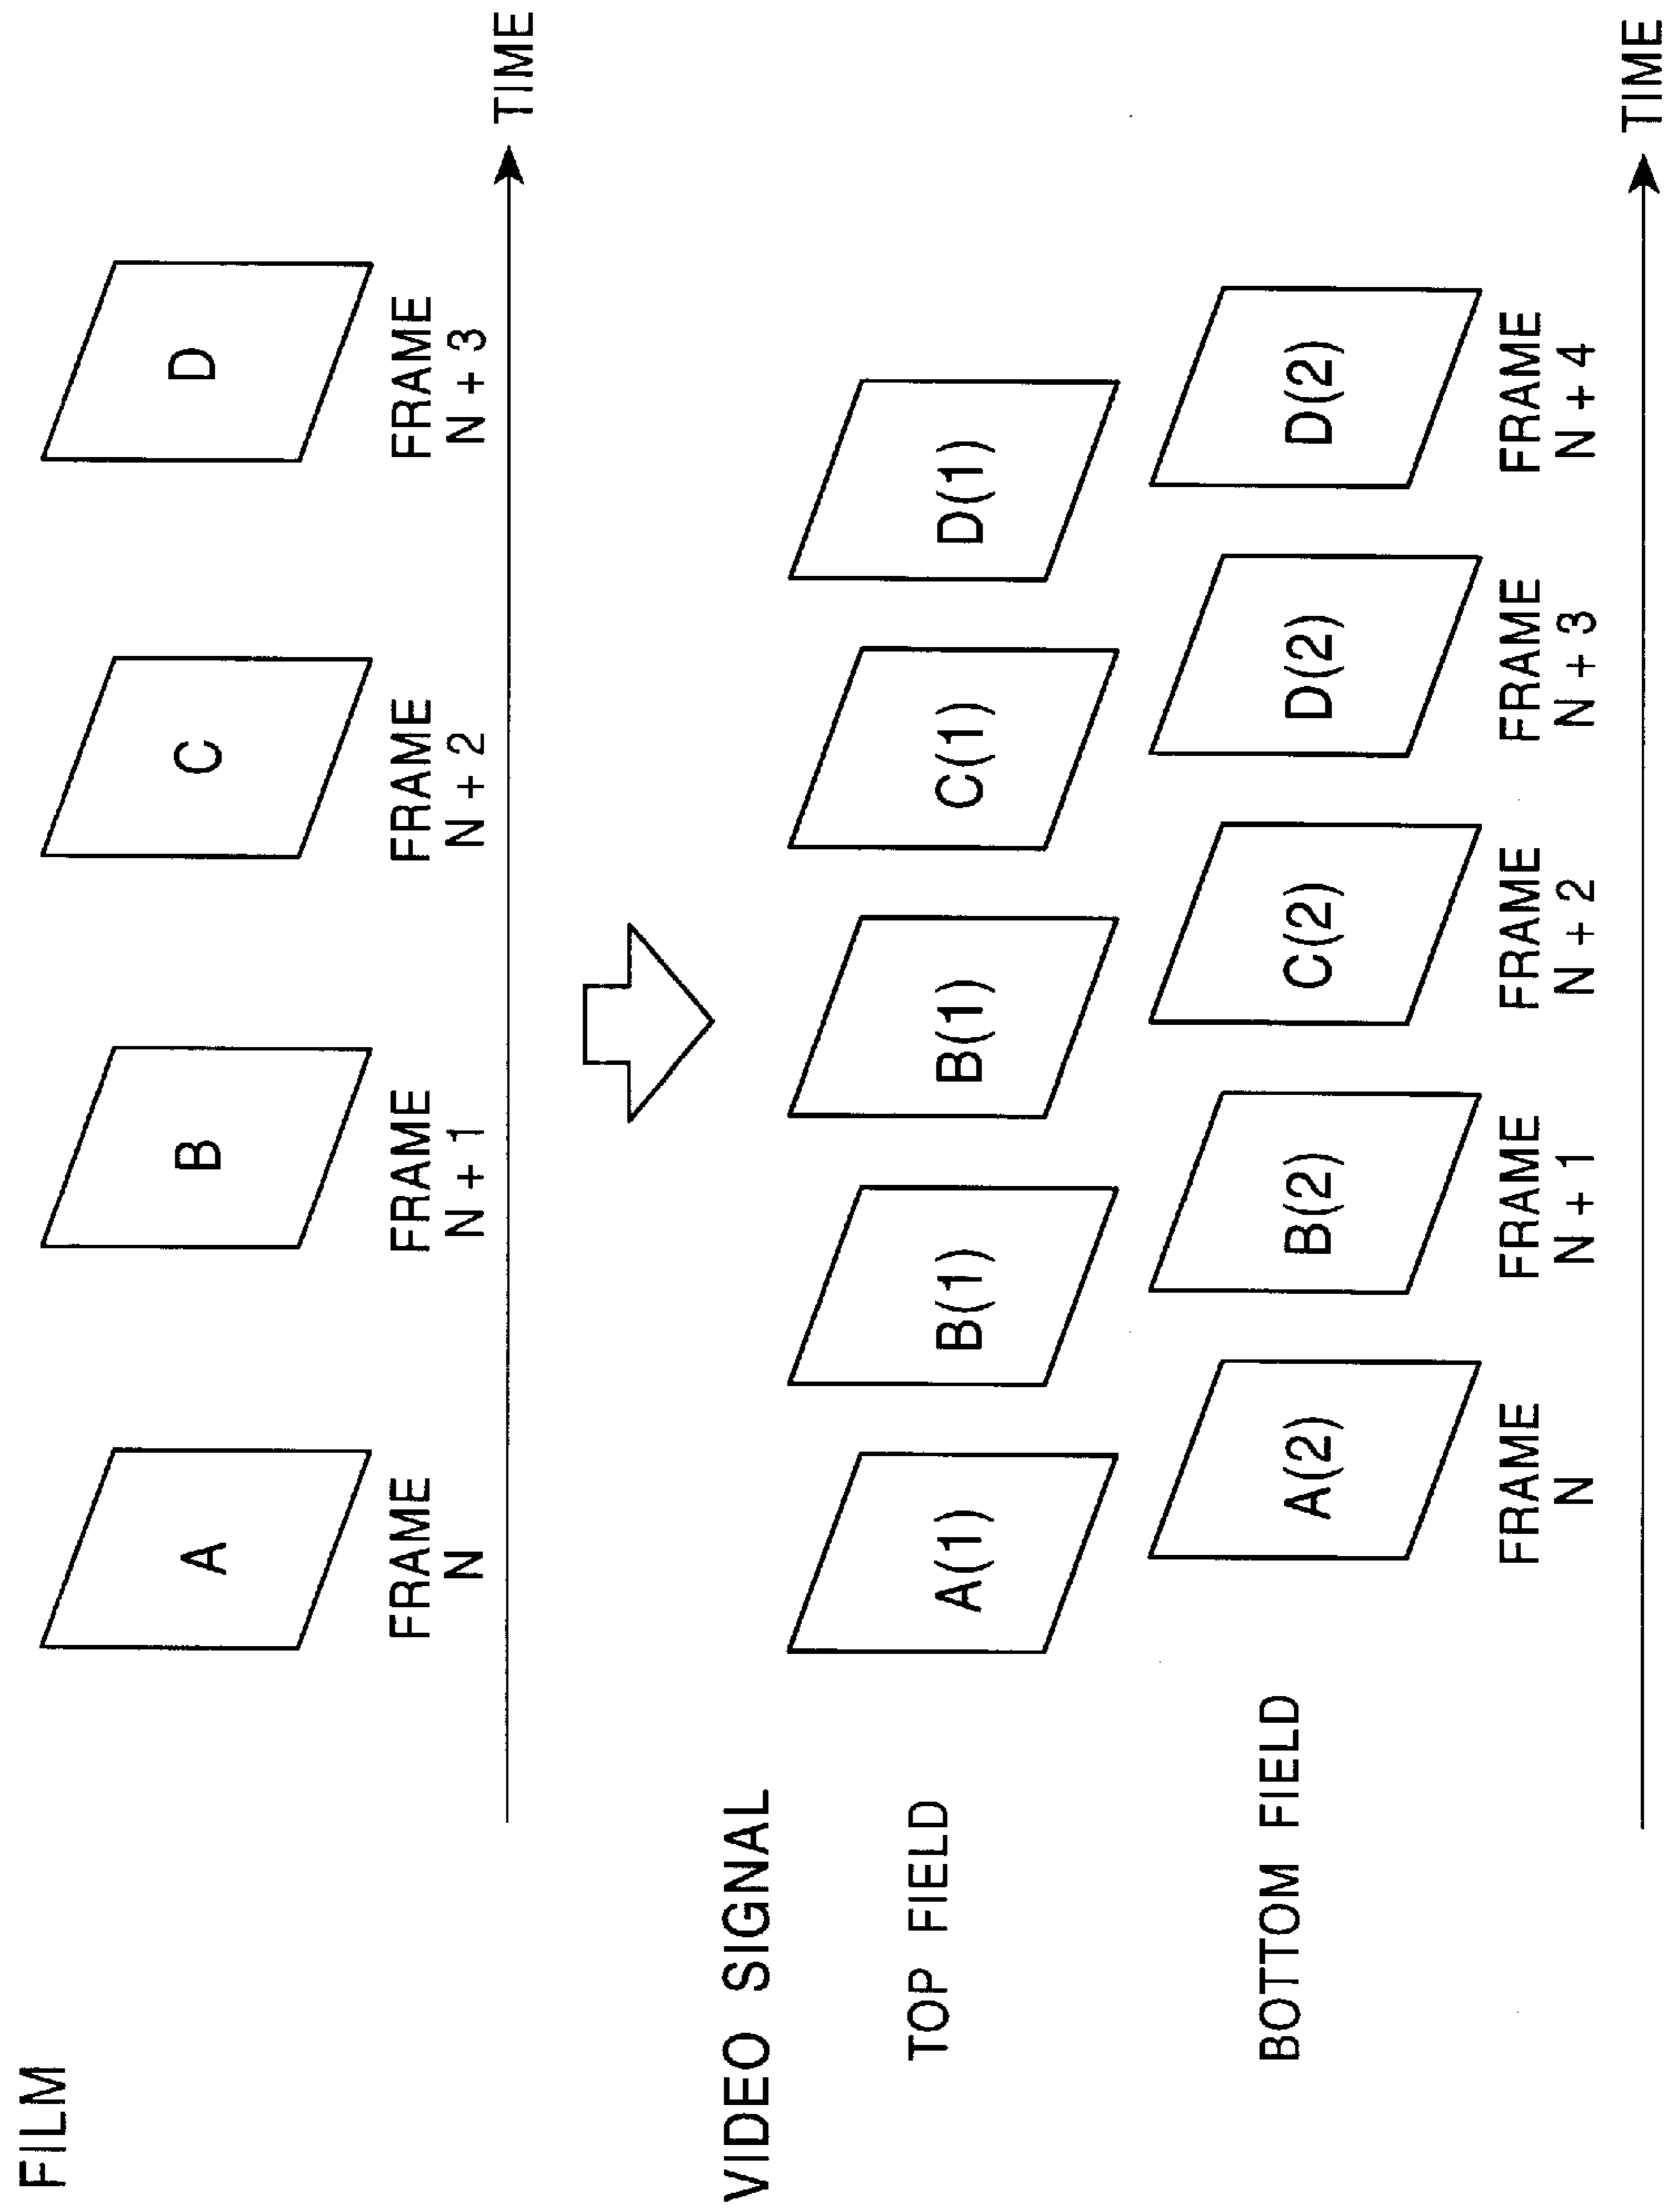 FILM
A
B
C
D
FRAME
N
FRAME
N + 1
FRAME
N + 2
FRAME
N + 3
TIME
VIDEO SIGNAL
TOP FIELD
A(1)
B(1)
B(1)
C(1)
D(1)
BOTTOM FIELD
A(2)
B(2)
C(2)
D(2)
D(2)
FRAME
N
FRAME
N + 1
FRAME
N + 2
FRAME
N + 3
FRAME
N + 4
TIME